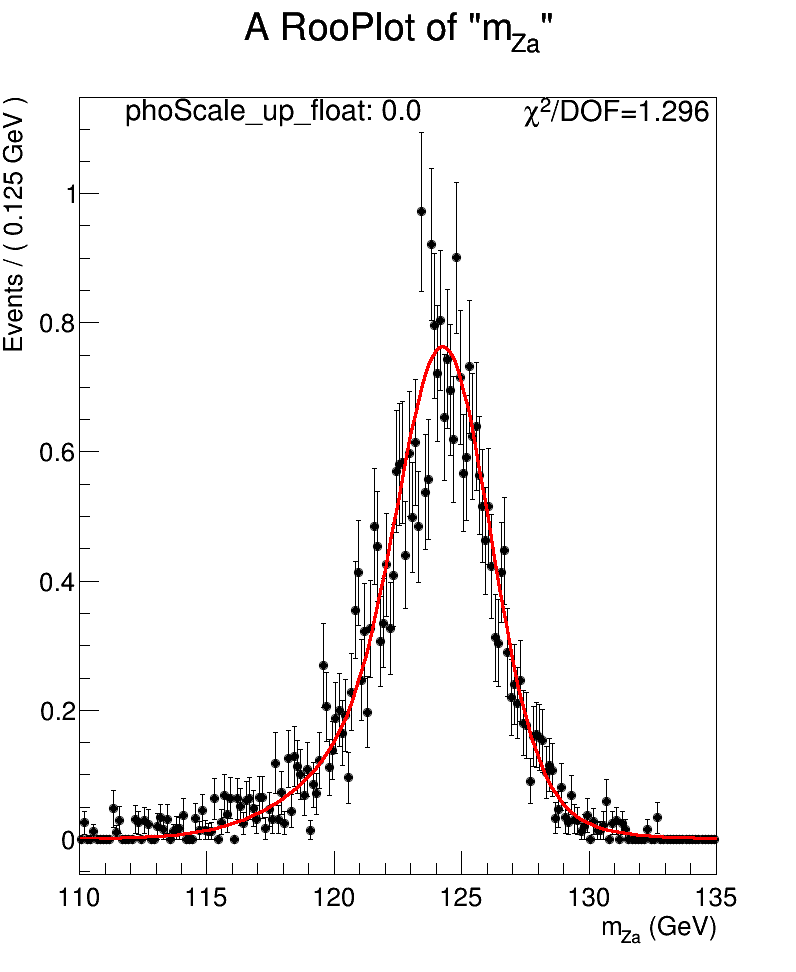 A RooPlot of "m_Za"
phoScale_up_float: 0.0 χ²/DOF=1.296
Events / ( 0.125 GeV )
1
0.8
0.6
0.4
0.2
0
110 115 120 125 130 135
m_Za (GeV)